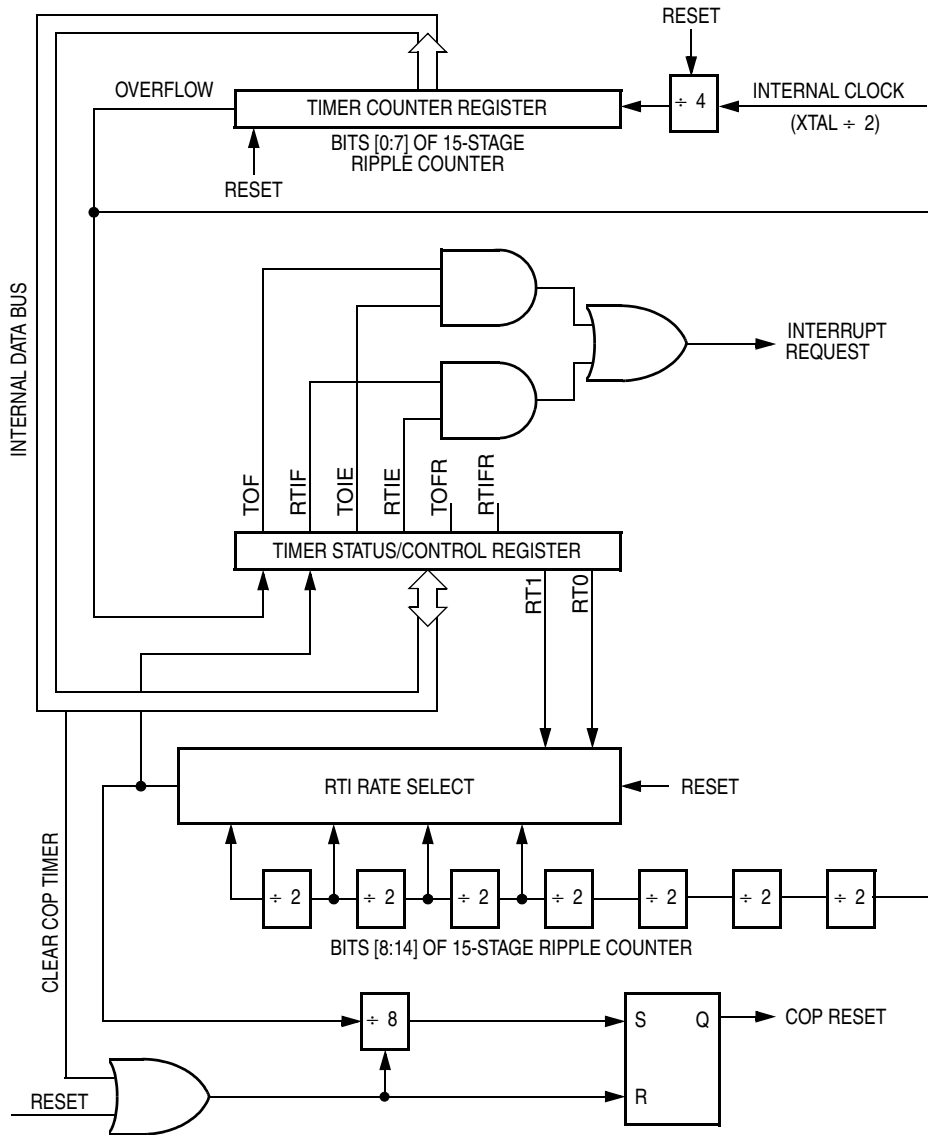 RESET
OVERFLOW
TIMER COUNTER REGISTER
÷ 4
INTERNAL CLOCK
(XTAL ÷ 2)
BITS [0:7] OF 15-STAGE
RIPPLE COUNTER
RESET
INTERNAL DATA BUS
INTERRUPT
REQUEST
TOF
RTIF
TOIE
RTIE
TOFR
RTIFR
TIMER STATUS/CONTROL REGISTER
RT1
RT0
RTI RATE SELECT
RESET
CLEAR COP TIMER
÷ 2
÷ 2
÷ 2
÷ 2
÷ 2
÷ 2
÷ 2
BITS [8:14] OF 15-STAGE RIPPLE COUNTER
÷ 8
S
Q
COP RESET
RESET
R